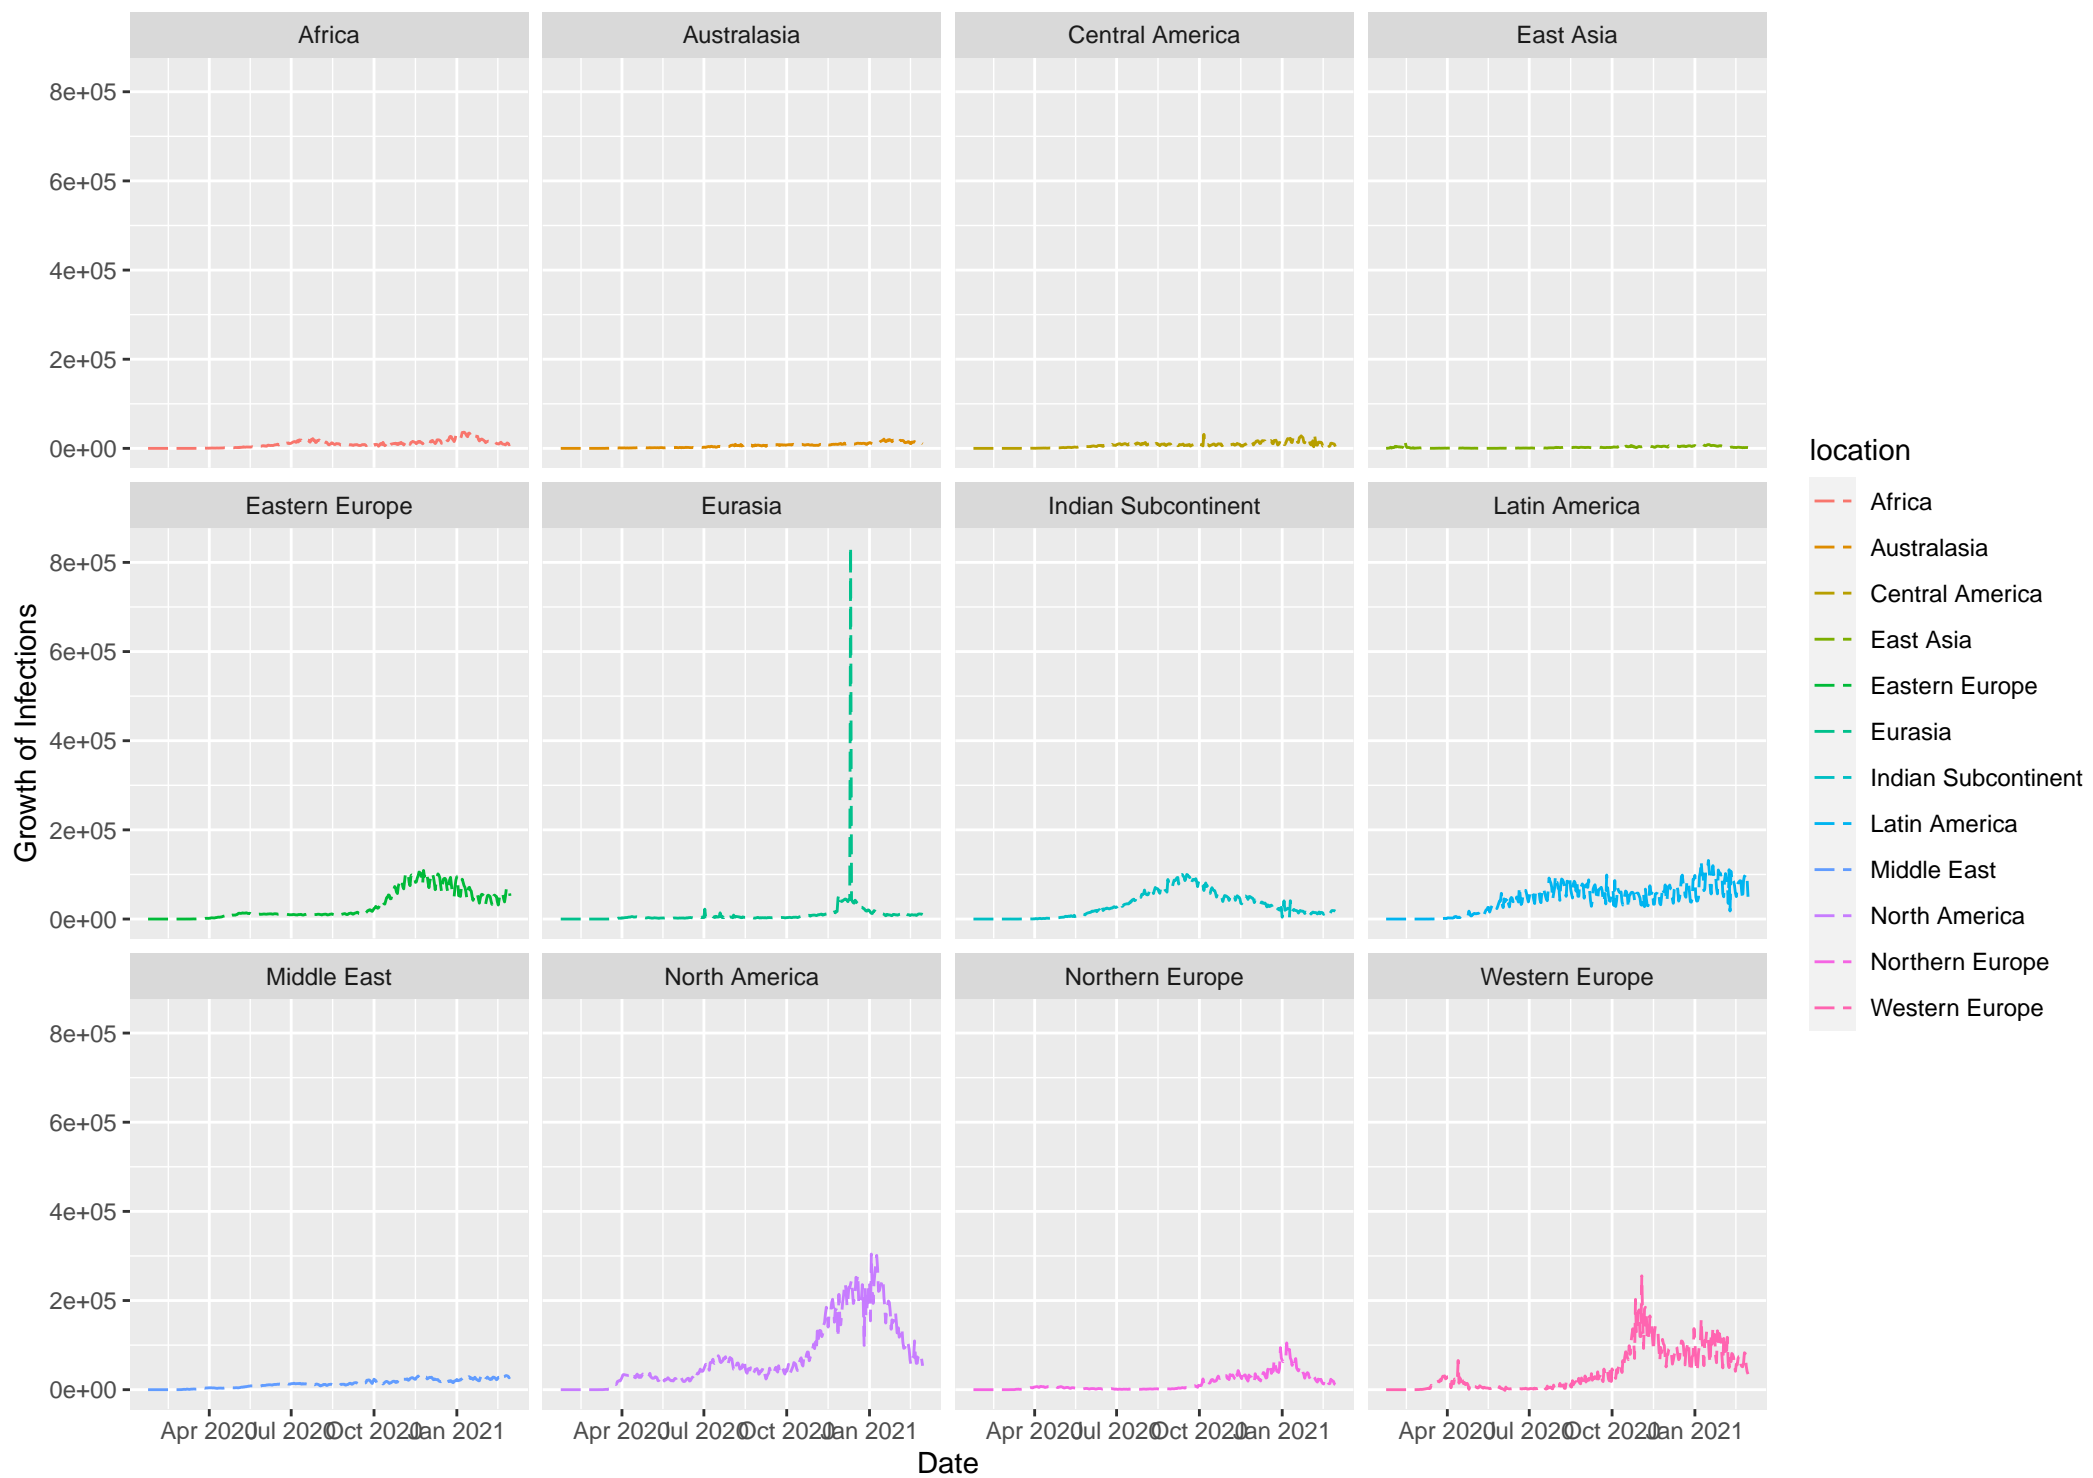 Africa Australasia Central America East Asia
8e+05
6e+05
4e+05
2e+05
0e+00
Eastern Europe Eurasia Indian Subcontinent Latin America
8e+05
6e+05
4e+05
2e+05
0e+00
Middle East North America Northern Europe Western Europe
8e+05
6e+05
4e+05
2e+05
0e+00
Apr 2020 Jul 2020 Oct 2020 Jan 2021 Apr 2020 Jul 2020 Oct 2020 Jan 2021 Apr 2020 Jul 2020 Oct 2020 Jan 2021 Apr 2020 Jul 2020 Oct 2020 Jan 2021
Date
Growth of Infections
location
Africa
Australasia
Central America
East Asia
Eastern Europe
Eurasia
Indian Subcontinent
Latin America
Middle East
North America
Northern Europe
Western Europe